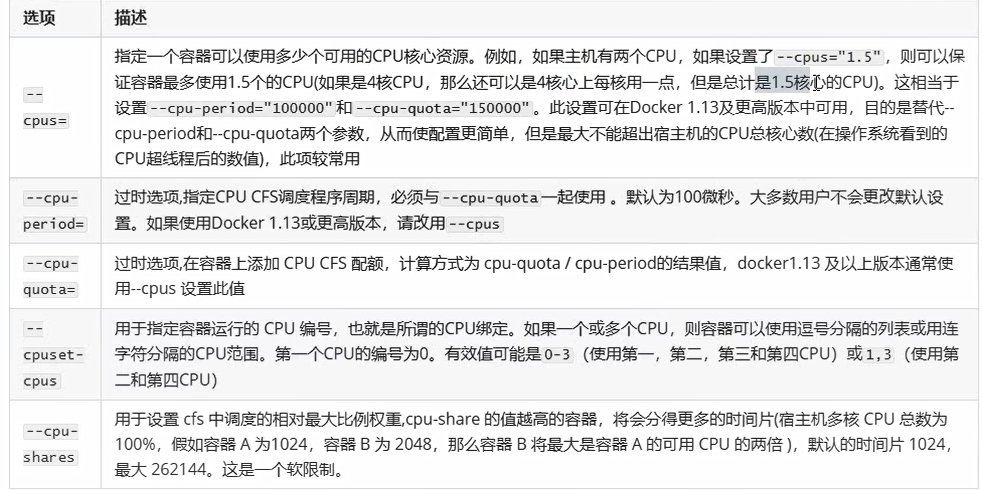 选项
描述
--
cpus=
指定一个容器可以使用多少个可用的CPU核心资源。例如，如果主机有两个CPU，如果设置了--cpus="1.5"，则可以保
证容器最多使用1.5个的CPU(如果是4核CPU，那么还可以是4核心上每核用一点，但是总计是1.5核心的CPU)。这相当于
设置--cpu-period="100000"和--cpu-quota="150000"。此设置可在Docker 1.13及更高版本中可用，目的是替代--
cpu-period和--cpu-quota两个参数，从而使配置更简单，但是最大不能超出宿主机的CPU总核心数(在操作系统看到的
CPU超线程后的数值)，此项较常用
--cpu-
period=
过时选项,指定CPU CFS调度程序周期，必须与--cpu-quota一起使用 。默认为100微秒。大多数用户不会更改默认设
置。如果使用Docker 1.13或更高版本，请改用--cpus
--cpu-
quota=
过时选项,在容器上添加 CPU CFS 配额，计算方式为 cpu-quota / cpu-period的结果值，docker1.13 及以上版本通常使
用--cpus 设置此值
--
cpuset-
cpus
用于指定容器运行的 CPU 编号，也就是所谓的CPU绑定。如果一个或多个CPU，则容器可以使用逗号分隔的列表或用连
字符分隔的CPU范围。第一个CPU的编号为0。有效值可能是0-3（使用第一，第二，第三和第四CPU）或1,3（使用第
二和第四CPU）
--cpu-
shares
用于设置 cfs 中调度的相对最大比例权重,cpu-share 的值越高的容器，将会分得更多的时间片(宿主机多核 CPU 总数为
100%，假如容器 A 为1024，容器 B 为 2048，那么容器 B 将最大是容器 A 的可用 CPU 的两倍 )，默认的时间片 1024，
最大 262144。这是一个软限制。